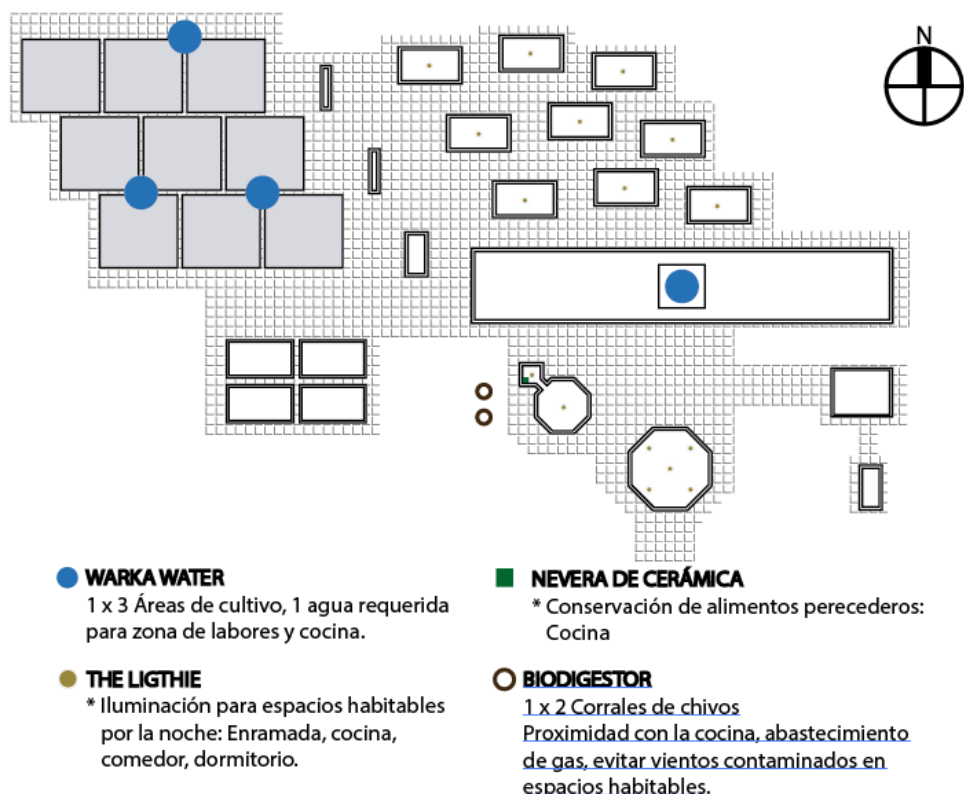 N
WARKA WATER
1 x 3 Áreas de cultivo, 1 agua requerida
para zona de labores y cocina.
THE LIGTHIE
* Iluminación para espacios habitables
por la noche: Enramada, cocina,
comedor, dormitorio.
NEVERA DE CERÁMICA
* Conservación de alimentos perecederos:
Cocina
BIODIGESTOR
1 x 2 Corrales de chivos
Proximidad con la cocina, abastecimiento
de gas, evitar vientos contaminados en
espacios habitables.